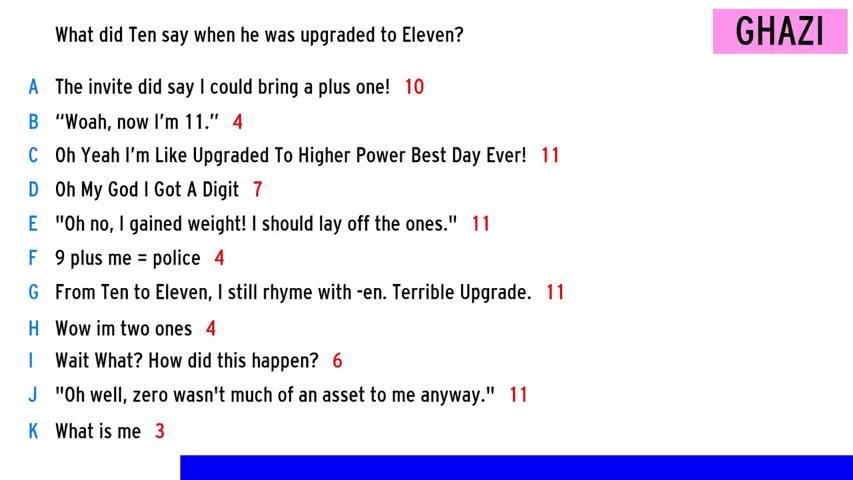 What did Ten say when he was upgraded to Eleven?
GHAZI
A The invite did say I could bring a plus one! 10
B “Woah, now I’m 11.” 4
C Oh Yeah I’m Like Upgraded To Higher Power Best Day Ever! 11
D Oh My God I Got A Digit 7
E "Oh no, I gained weight! I should lay off the ones." 11
F 9 plus me = police 4
G From Ten to Eleven, I still rhyme with -en. Terrible Upgrade. 11
H Wow im two ones 4
I Wait What? How did this happen? 6
J "Oh well, zero wasn't much of an asset to me anyway." 11
K What is me 3